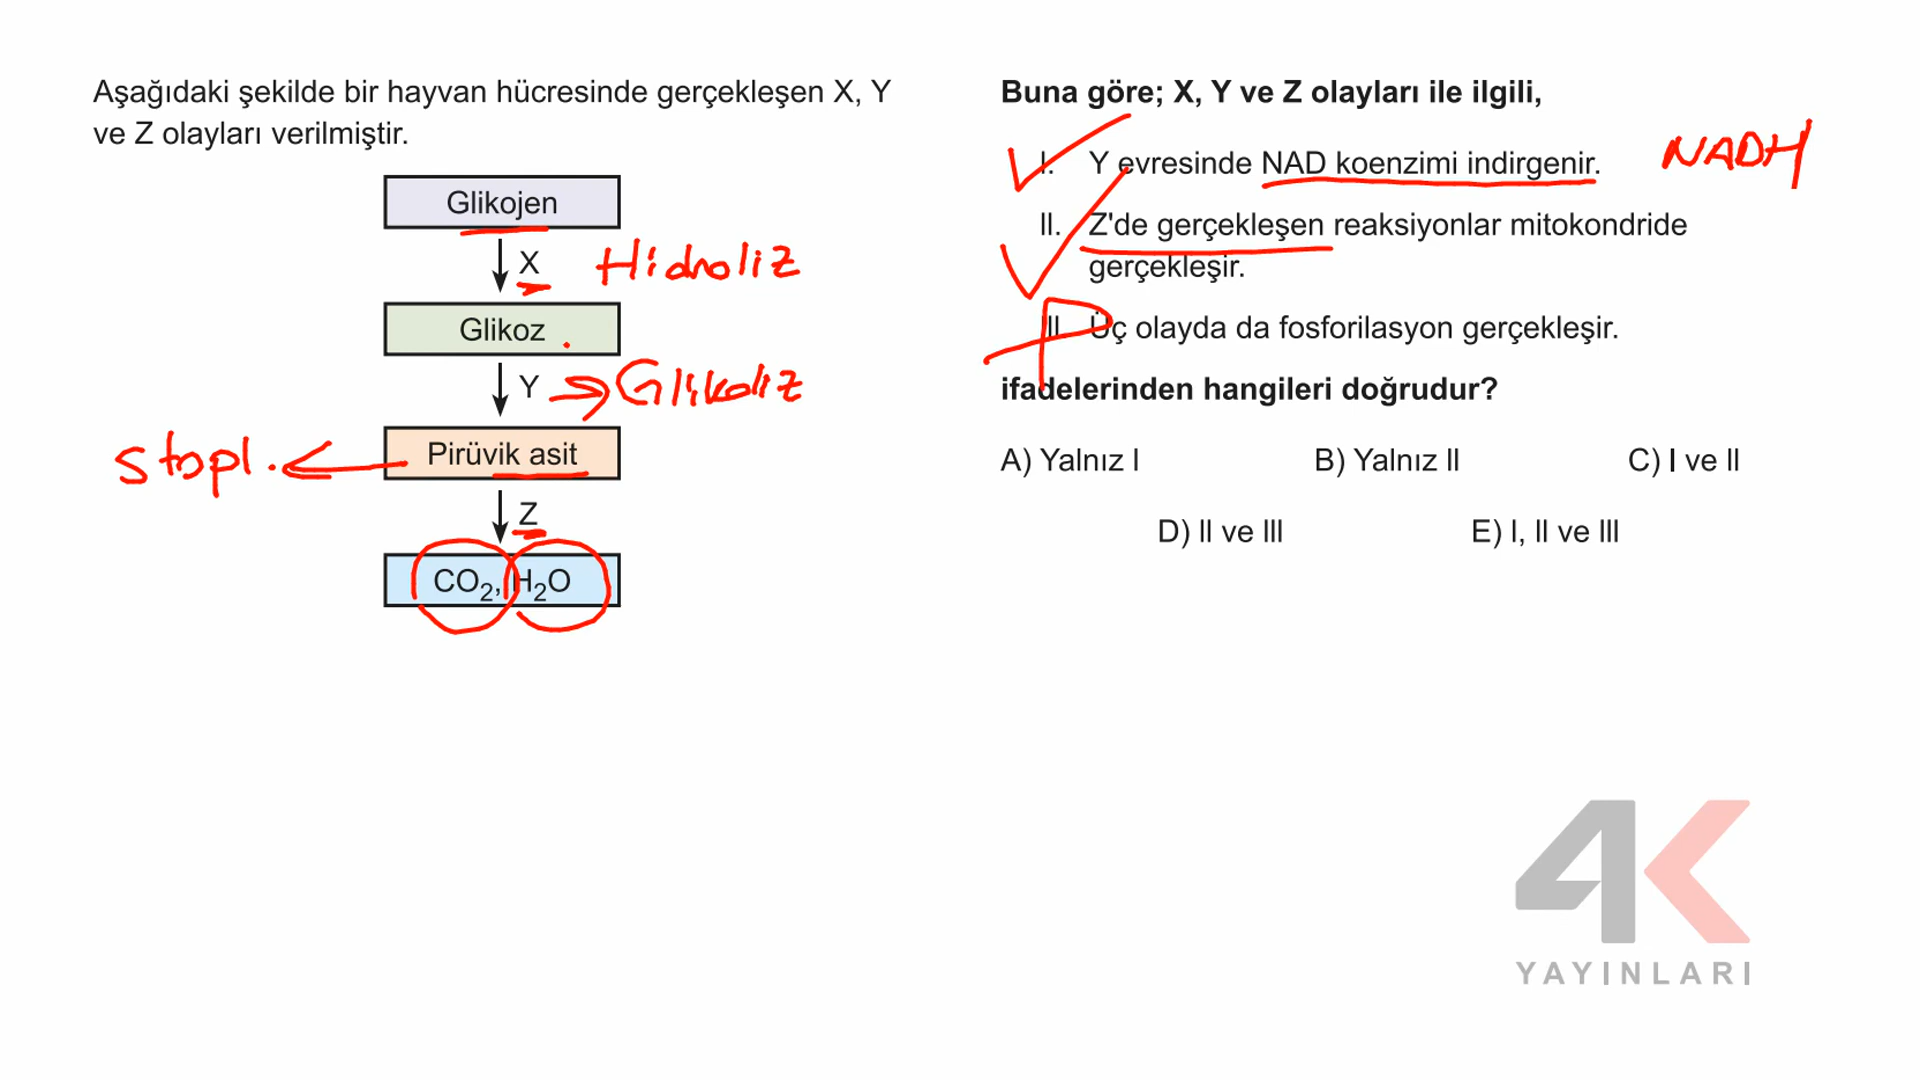 Aşağıdaki şekilde bir hayvan hücresinde gerçekleşen X, Y
ve Z olayları verilmiştir.
Glikojen
X Hidroliz
Glikoz
Y Glikoliz
Stopl. Pirüvik asit
Z
CO₂, H₂O
Buna göre; X, Y ve Z olayları ile ilgili,
I. Y evresinde NAD koenzimi indirgenir. NADH
II. Z'de gerçekleşen reaksiyonlar mitokondride
gerçekleşir.
III. Üç olayda da fosforilasyon gerçekleşir.
ifadelerinden hangileri doğrudur?
A) Yalnız I B) Yalnız II C) I ve II
D) II ve III E) I, II ve III
4K
YAYINLARI